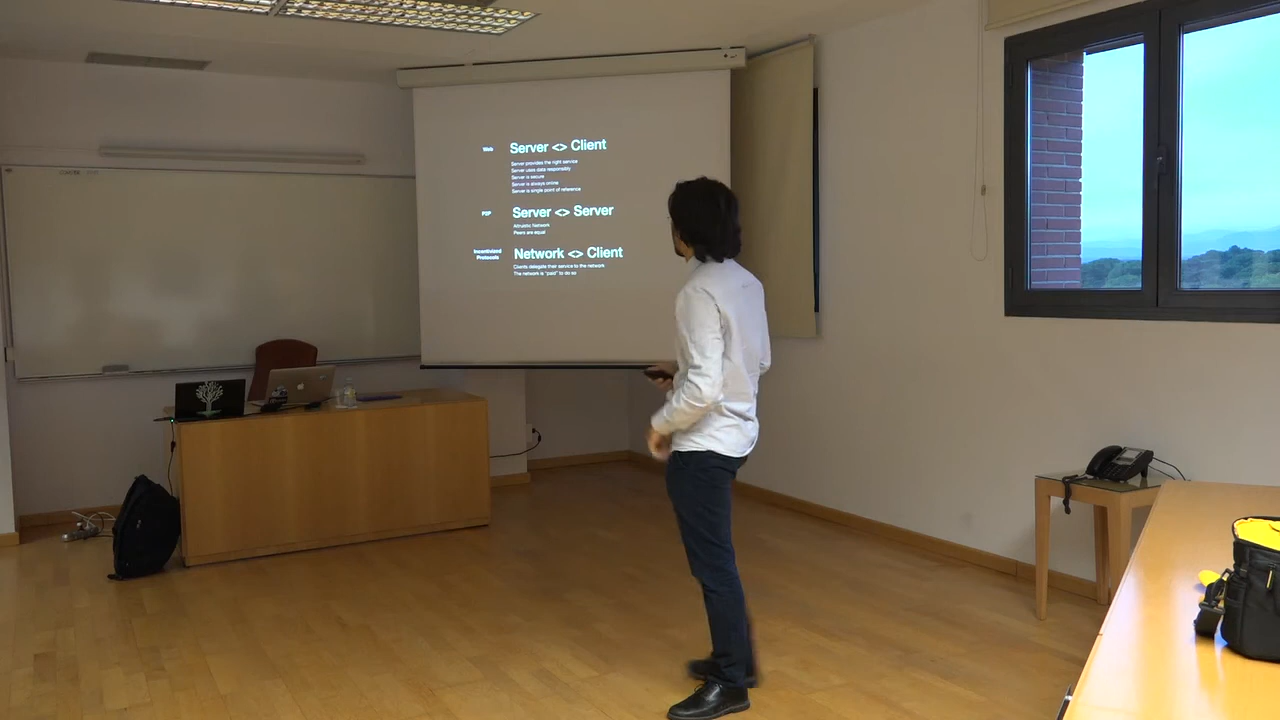 Web
Server <> Client
Server provides the right service
Server uses data responsibly
Server is secure
Server is always online
Server is single point of reference
P2P
Server <> Server
Altruistic Network
Peers are equal
Incentivized
Protocols
Network <> Client
Clients delegate their service to the network
The network is "paid" to do so